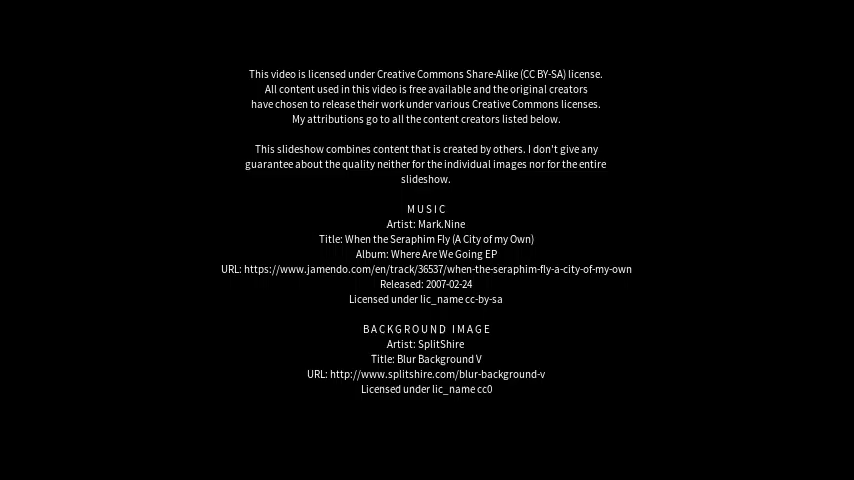 This video is licensed under Creative Commons Share-Alike (CC BY-SA) license.
All content used in this video is free available and the original creators
have chosen to release their work under various Creative Commons licenses.
My attributions go to all the content creators listed below.
This slideshow combines content that is created by others. I don't give any
guarantee about the quality neither for the individual images nor for the entire
slideshow.
MUSIC
Artist: Mark.Nine
Title: When the Seraphim Fly (A City of my Own)
Album: Where Are We Going EP
URL: https://www.jamendo.com/en/track/36537/when-the-seraphim-fly-a-city-of-my-own
Released: 2007-02-24
Licensed under lic_name cc-by-sa
BACKGROUND IMAGE
Artist: SplitShire
Title: Blur Background V
URL: http://www.splitshire.com/blur-background-v
Licensed under lic_name cc0